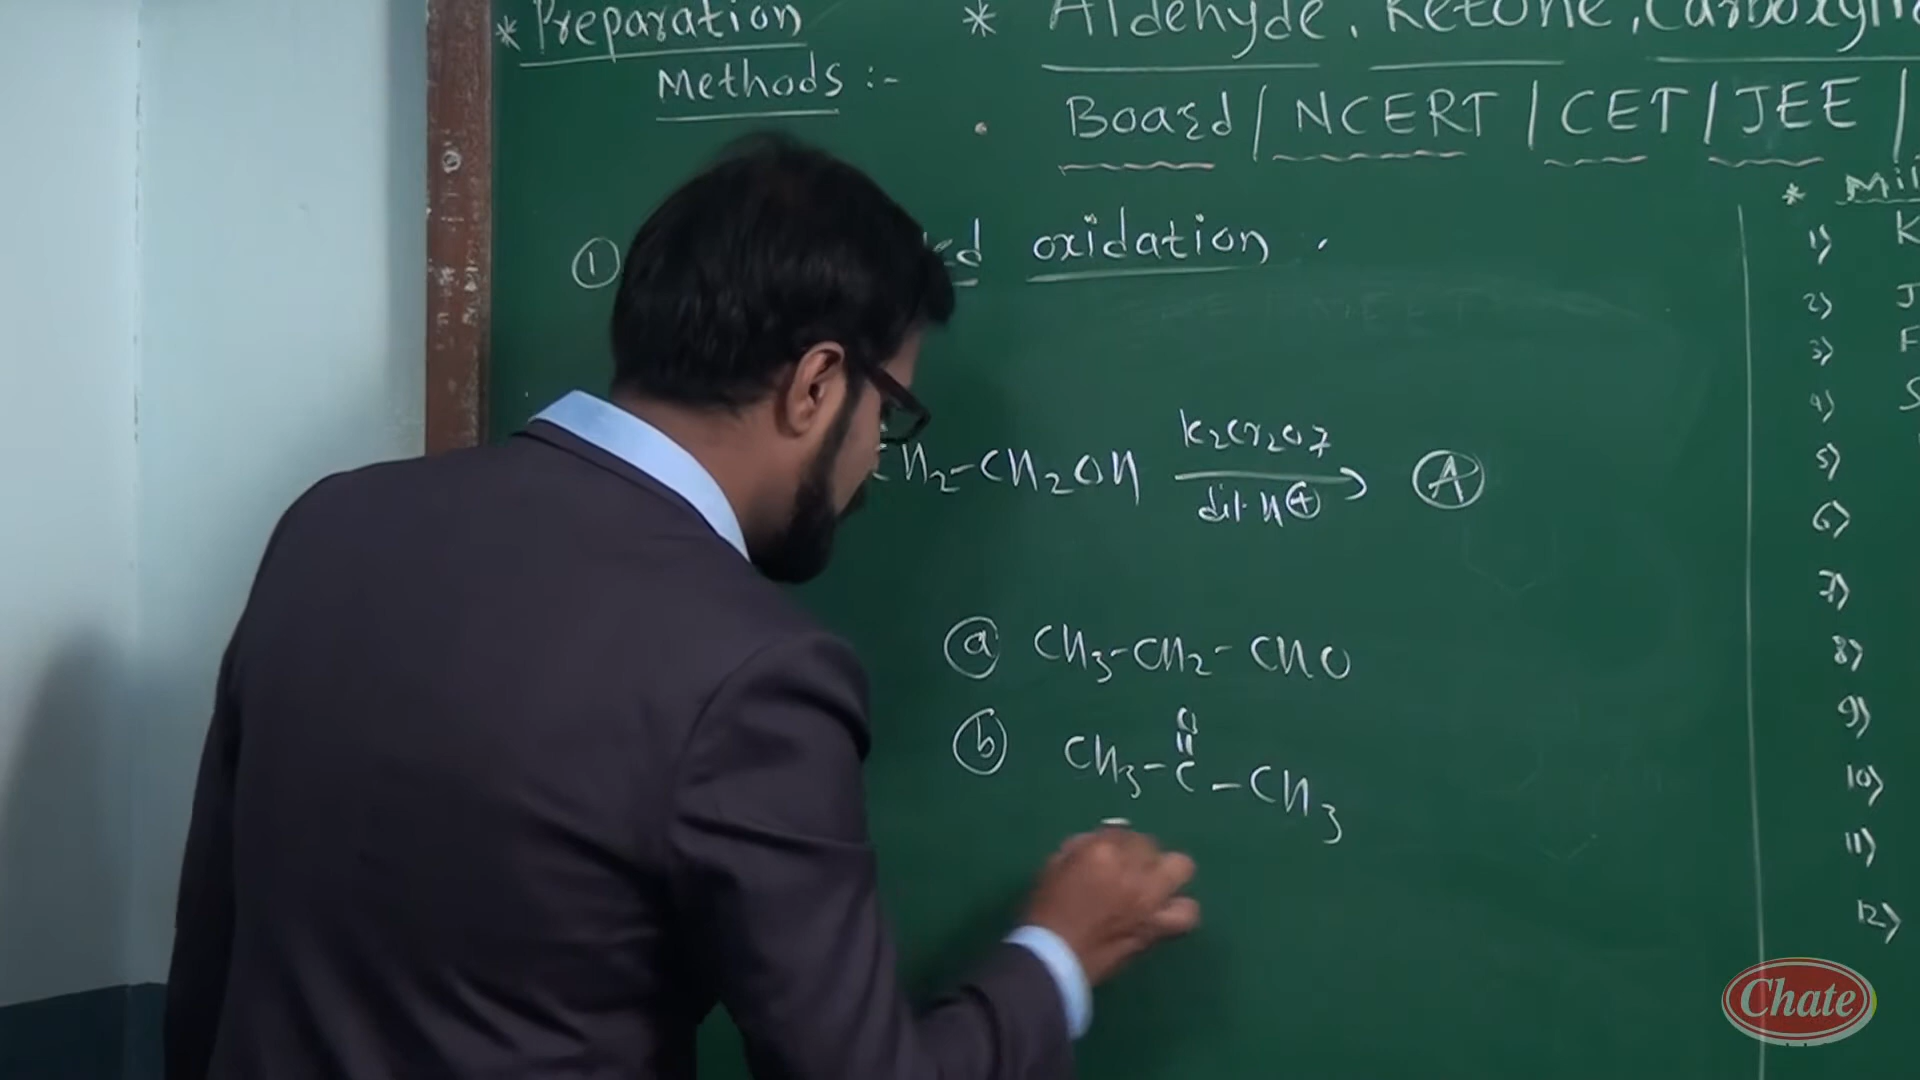 * Preparation
Methods :-
* Aldehyde, Ketone, Carboxylic
. Board / NCERT / CET / JEE /
① oxidation .
CH2-CH2OH K2Cr2O7 dil. H⊕ → Ⓐ
ⓐ CH3-CH2-CHO
ⓑ CH3-C-CH3
O
||
*
1) K
2) J
3) F
4) S
5)
6)
7)
8)
9)
10)
11)
12)
Chate